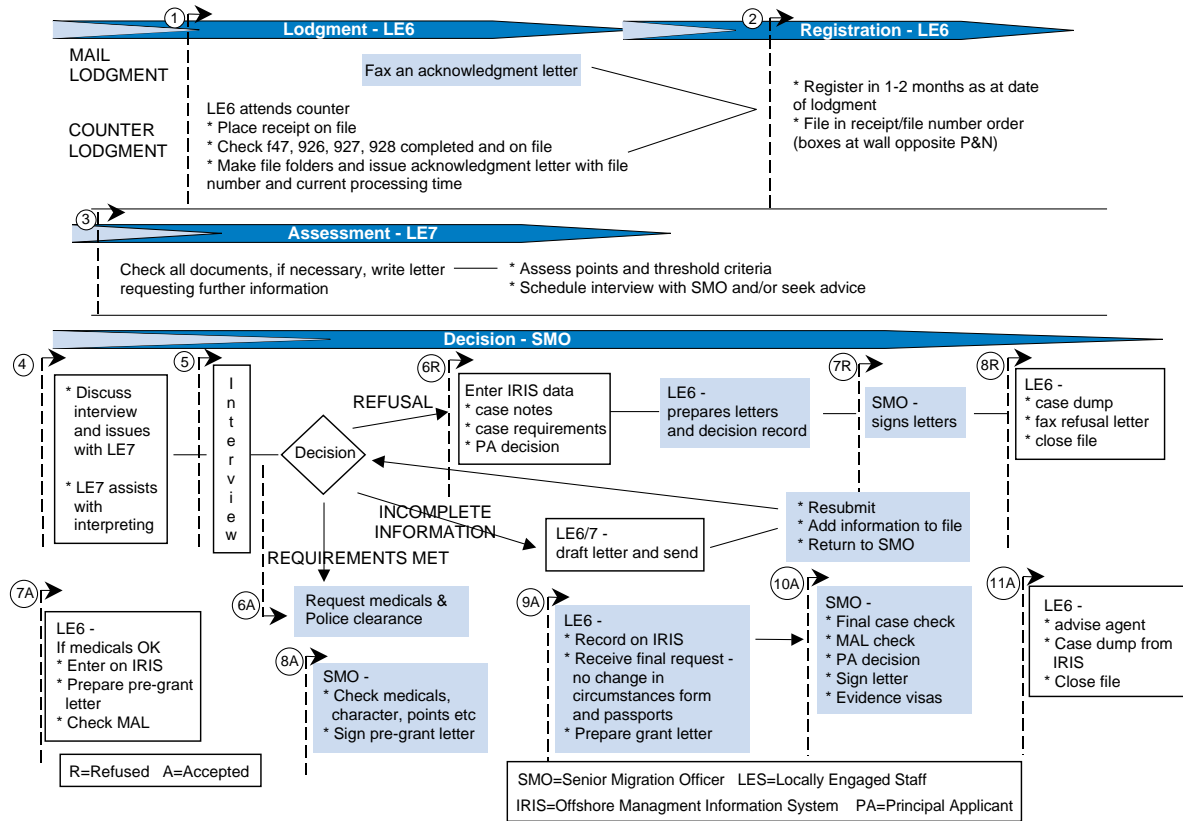 1
Lodgment - LE6
2
Registration - LE6
MAIL
LODGMENT
Fax an acknowledgment letter
COUNTER
LODGMENT
LE6 attends counter
* Place receipt on file
* Check f47, 926, 927, 928 completed and on file
* Make file folders and issue acknowledgment letter with file
number and current processing time
* Register in 1-2 months as at date
of lodgment
* File in receipt/file number order
(boxes at wall opposite P&N)
3
Assessment - LE7
Check all documents, if necessary, write letter
requesting further information
* Assess points and threshold criteria
* Schedule interview with SMO and/or seek advice
Decision - SMO
4
* Discuss
interview
and issues
with LE7
* LE7 assists
with
interpreting
5
I
n
t
e
r
v
i
e
w
Decision
REFUSAL
6R
Enter IRIS data
* case notes
* case requirements
* PA decision
LE6 -
prepares letters
and decision record
7R
SMO -
signs letters
8R
LE6 -
* case dump
* fax refusal letter
* close file
INCOMPLETE
INFORMATION
LE6/7 -
draft letter and send
* Resubmit
* Add information to file
* Return to SMO
REQUIREMENTS MET
6A
Request medicals &
Police clearance
7A
LE6 -
If medicals OK
* Enter on IRIS
* Prepare pre-grant
letter
* Check MAL
8A
SMO -
* Check medicals,
character, points etc
* Sign pre-grant letter
9A
LE6 -
* Record on IRIS
* Receive final request -
no change in
circumstances form
and passports
* Prepare grant letter
10A
SMO -
* Final case check
* MAL check
* PA decision
* Sign letter
* Evidence visas
11A
LE6 -
* advise agent
* Case dump from
IRIS
* Close file
R=Refused A=Accepted
SMO=Senior Migration Officer LES=Locally Engaged Staff
IRIS=Offshore Managment Information System PA=Principal Applicant